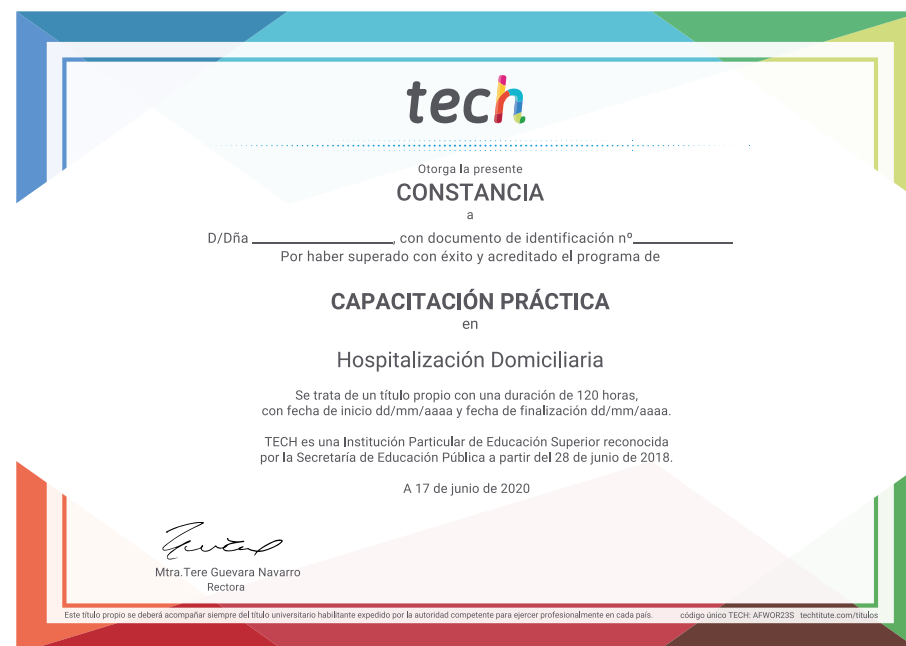 tech
Otorga la presente
CONSTANCIA
a
D/Dña ____________________, con documento de identificación nº______________
Por haber superado con éxito y acreditado el programa de
CAPACITACIÓN PRÁCTICA
en
Hospitalización Domiciliaria
Se trata de un título propio con una duración de 120 horas,
con fecha de inicio dd/mm/aaaa y fecha de finalización dd/mm/aaaa.
TECH es una Institución Particular de Educación Superior reconocida
por la Secretaría de Educación Pública a partir del 28 de junio de 2018.
A 17 de junio de 2020
Mtra.Tere Guevara Navarro
Rectora
Este título propio se deberá acompañar siempre del título universitario habilitante expedido por la autoridad competente para ejercer profesionalmente en cada país. código único TECH: AFWOR23S techtitute.com/titulos